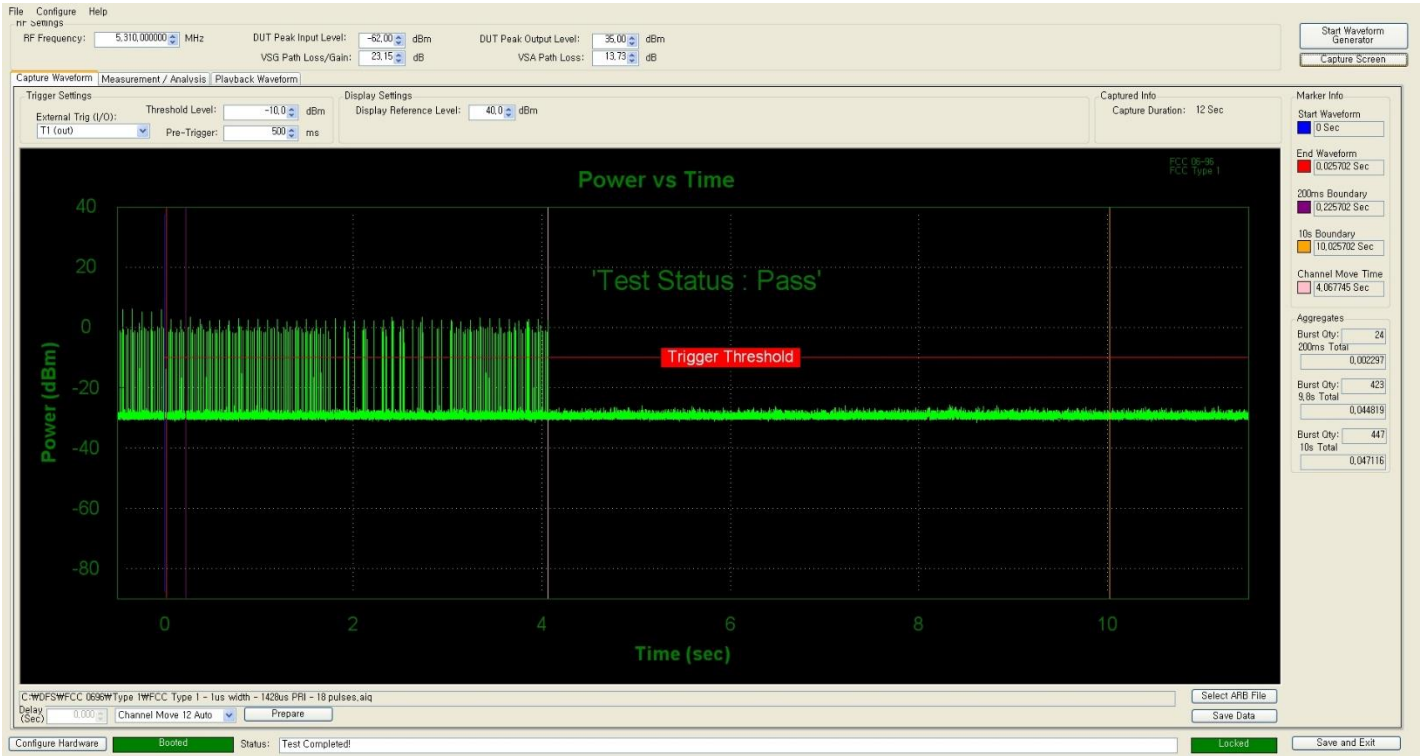 File Configure Help
RF Settings
RF Frequency: 5,310,000000 MHz DUT Peak Input Level: -62,00 dBm DUT Peak Output Level: 35,00 dBm
VSG Path Loss/Gain: 23,15 dB VSA Path Loss: 13,73 dB
Start Waveform Generator
Capture Screen
Capture Waveform Measurement / Analysis Playback Waveform
Trigger Settings
External Trig (I/O): Threshold Level: -10,0 dBm
T1 (out) Pre-Trigger: 500 ms
Display Settings
Display Reference Level: 40,0 dBm
Captured Info
Capture Duration: 12 Sec
Marker Info
Start Waveform
0 Sec
End Waveform
0,025702 Sec
200ms Boundary
0,225702 Sec
10s Boundary
10,025702 Sec
Channel Move Time
4,067745 Sec
Aggregates
Burst Qty: 24
200ms Total
0,002297
Burst Qty: 423
9,8s Total
0,044819
Burst Qty: 447
10s Total
0,047116
FCC 06-96
FCC Type 1
Power vs Time
'Test Status : Pass'
Trigger Threshold
Power (dBm)
40
20
0
-20
-40
-60
-80
0 2 4 6 8 10
Time (sec)
C:₩DFS₩FCC 0696₩Type 1₩FCC Type 1 - 1us width - 1428us PRI - 18 pulses.aiq
Select ARB File
Delay (Sec) 0.000 Channel Move 12 Auto Prepare
Save Data
Configure Hardware Booted Status: Test Completed! Locked Save and Exit